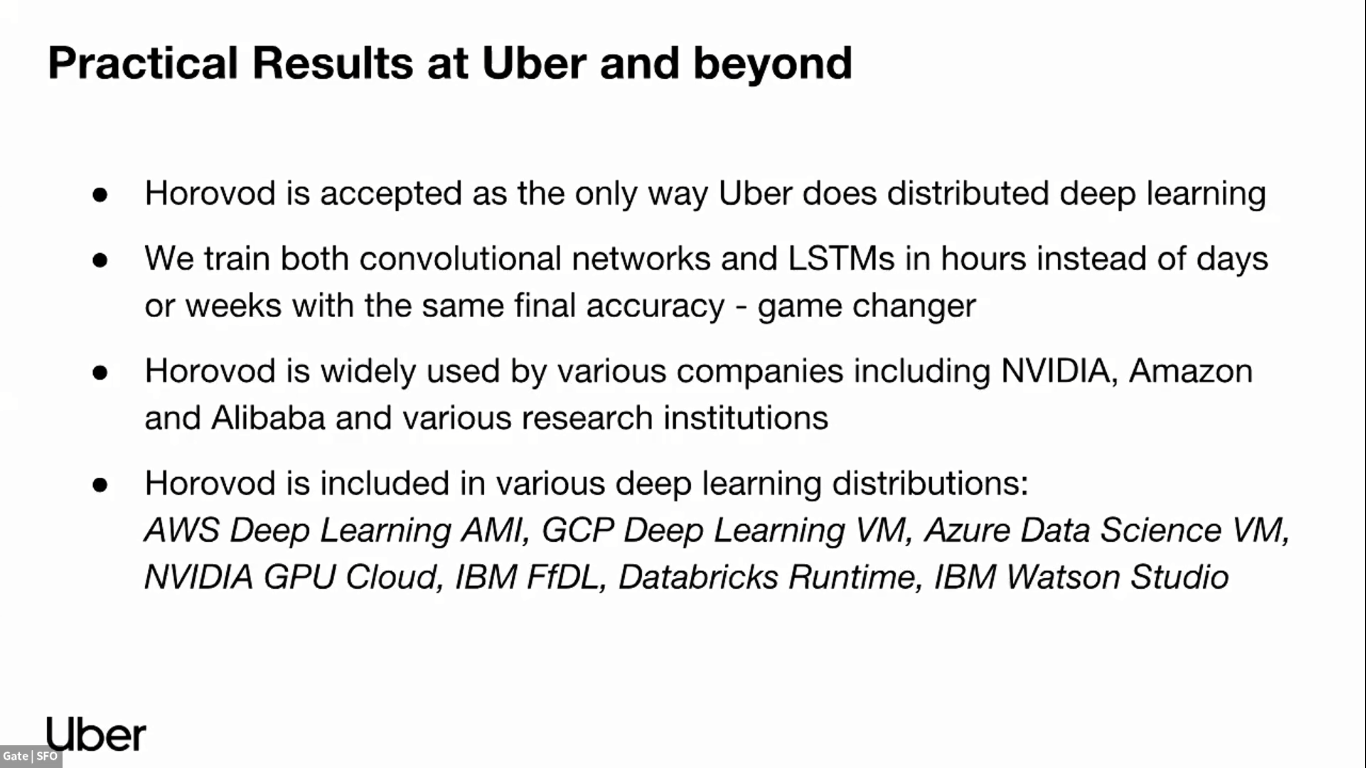 Practical Results at Uber and beyond
● Horovod is accepted as the only way Uber does distributed deep learning
● We train both convolutional networks and LSTMs in hours instead of days
or weeks with the same final accuracy - game changer
● Horovod is widely used by various companies including NVIDIA, Amazon
and Alibaba and various research institutions
● Horovod is included in various deep learning distributions:
AWS Deep Learning AMI, GCP Deep Learning VM, Azure Data Science VM,
NVIDIA GPU Cloud, IBM FfDL, Databricks Runtime, IBM Watson Studio
Uber
Gate | SFO